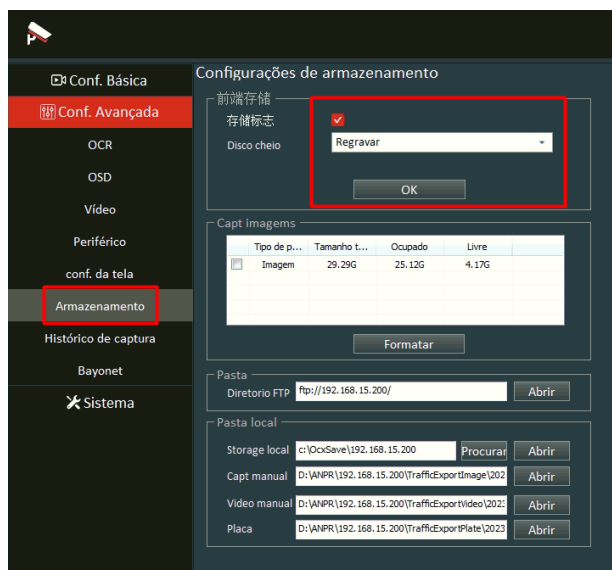 Conf. Básica
Conf. Avançada
OCR
OSD
Vídeo
Periférico
conf. da tela
Armazenamento
Histórico de captura
Bayonet
Sistema
Configurações de armazenamento
前端存储
存储标志
Disco cheio Regravar
OK
Capt imagems
Tipo de p... Tamanho t... Ocupado Livre
Imagem 29.29G 25.12G 4.17G
Formatar
Pasta
Diretorio FTP ftp://192.168.15.200/ Abrir
Pasta local
Storage local c:\OcxSave\192.168.15.200 Procurar Abrir
Capt manual D:\ANPR\192.168.15.200\TrafficExportImage\202 Abrir
Video manual D:\ANPR\192.168.15.200\TrafficExportVideo\202 Abrir
Placa D:\ANPR\192.168.15.200\TrafficExportPlate\2023 Abrir